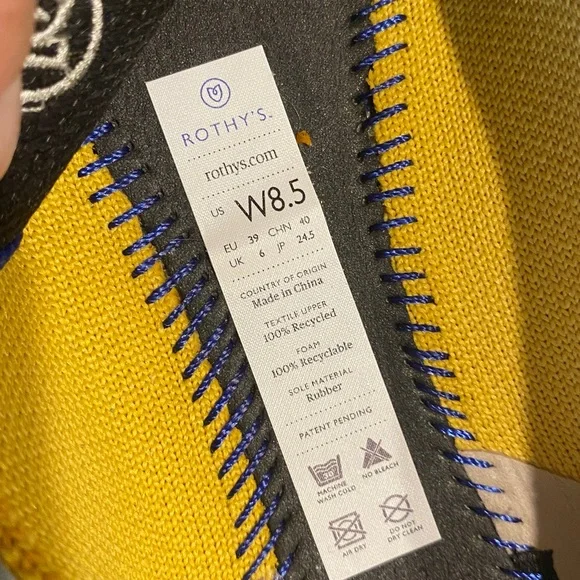 ROTHY'S™
rothys.com
US W8.5
EU 39 CHN 40
UK 6 JP 24.5
COUNTRY OF ORIGIN
Made in China
TEXTILE UPPER
100% Recycled
FOAM
100% Recyclable
SOLE MATERIAL
Rubber
PATENT PENDING
30°
MACHINE WASH COLD
NO BLEACH
AIR DRY
DO NOT DRY CLEAN